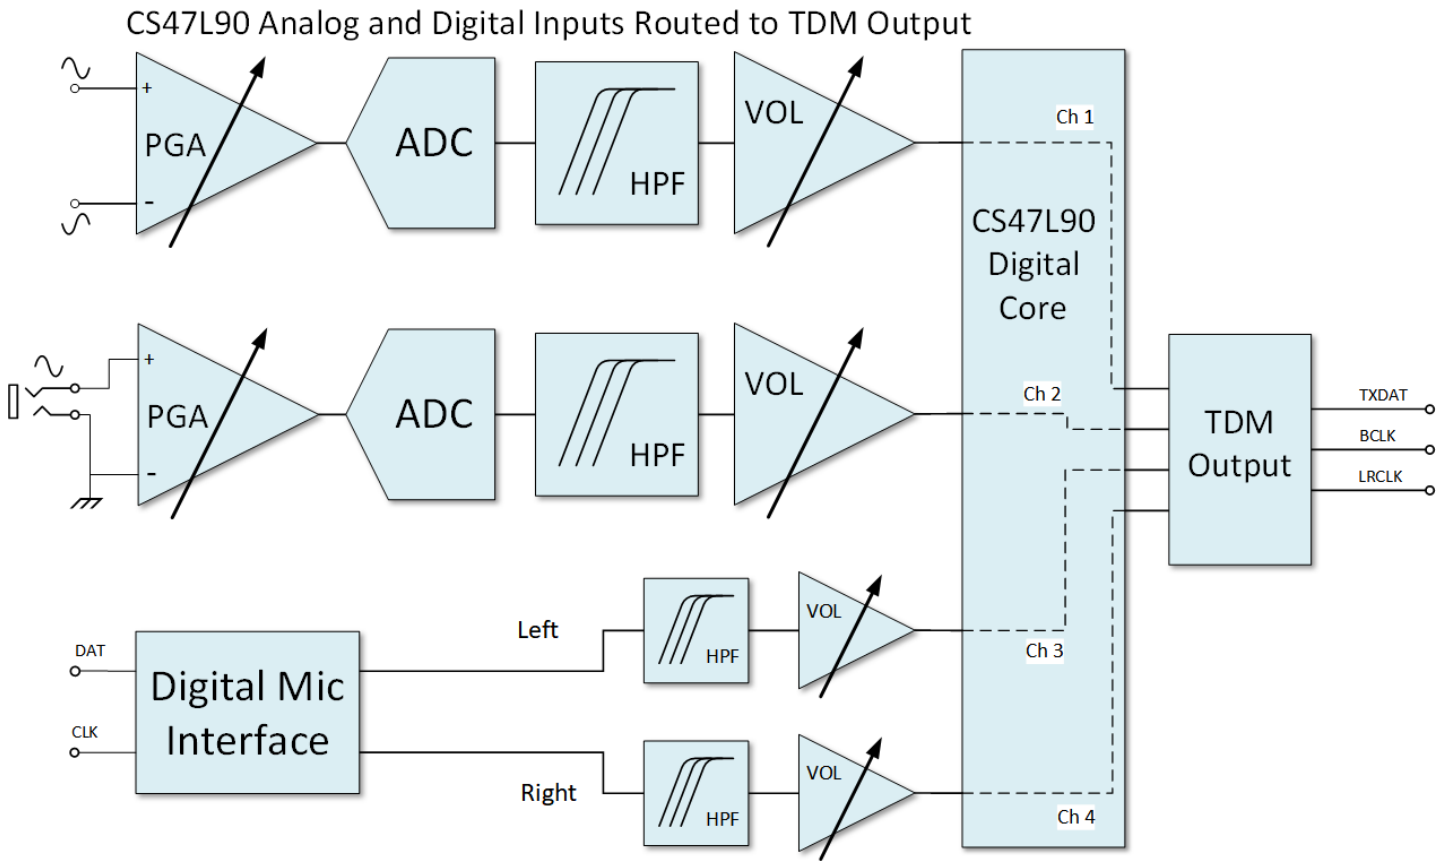 CS47L90 Analog and Digital Inputs Routed to TDM Output
+
PGA
-
ADC
HPF
VOL
Ch 1
CS47L90
Digital
Core
+
PGA
-
ADC
HPF
VOL
Ch 2
TDM
Output
TXDAT
BCLK
LRCLK
DAT
CLK
Digital Mic
Interface
Left
HPF
VOL
Ch 3
Right
HPF
VOL
Ch 4